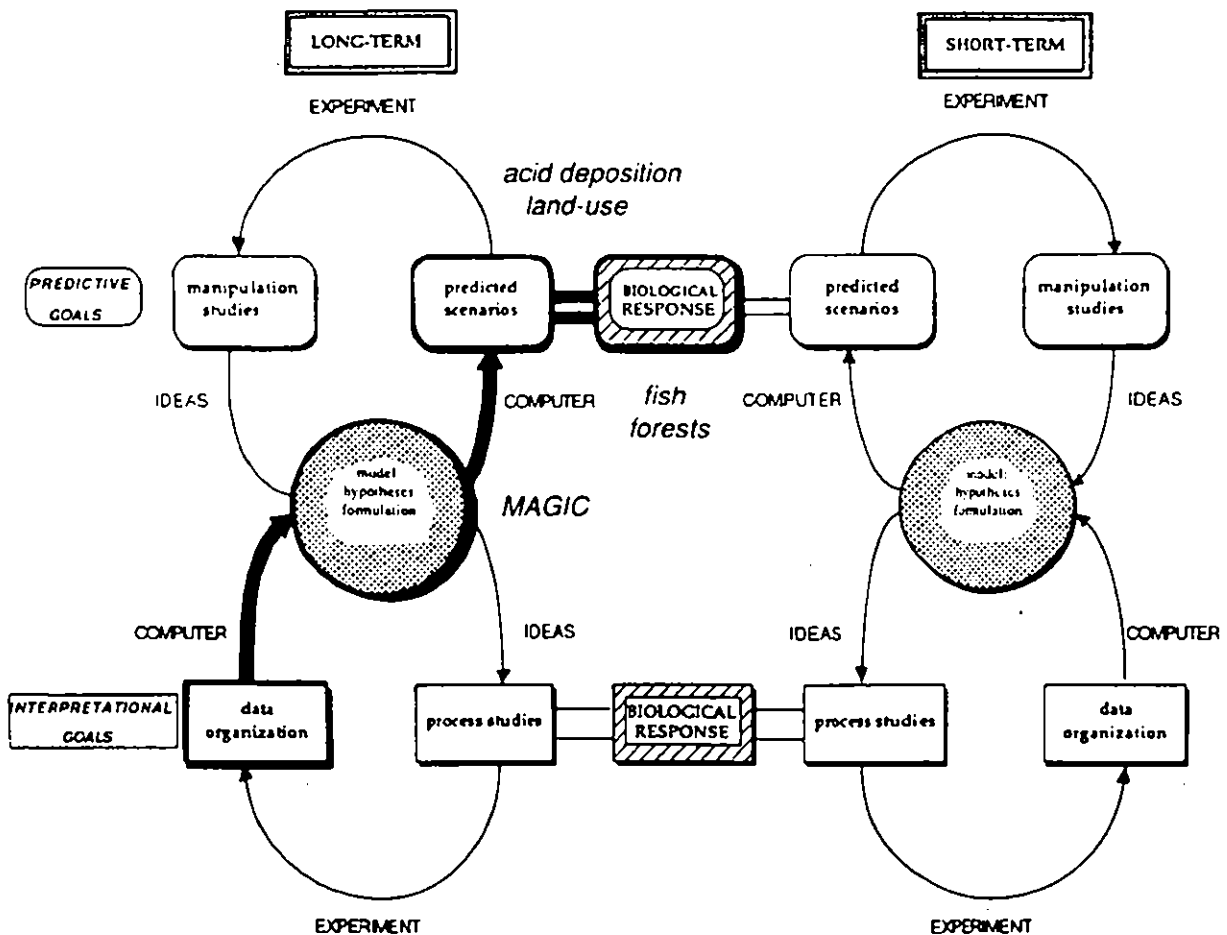 LONG-TERM
SHORT-TERM
EXPERIMENT
EXPERIMENT
acid deposition
land-use
PREDICTIVE
GOALS
manipulation
studies
predicted
scenarios
BIOLOGICAL
RESPONSE
predicted
scenarios
manipulation
studies
IDEAS
COMPUTER
fish
forests
COMPUTER
IDEAS
model
hypotheses
formulation
MAGIC
model:
hypotheses
formulation
COMPUTER
IDEAS
IDEAS
COMPUTER
INTERPRETATIONAL
GOALS
data
organization
process studies
BIOLOGICAL
RESPONSE
process studies
data
organization
EXPERIMENT
EXPERIMENT